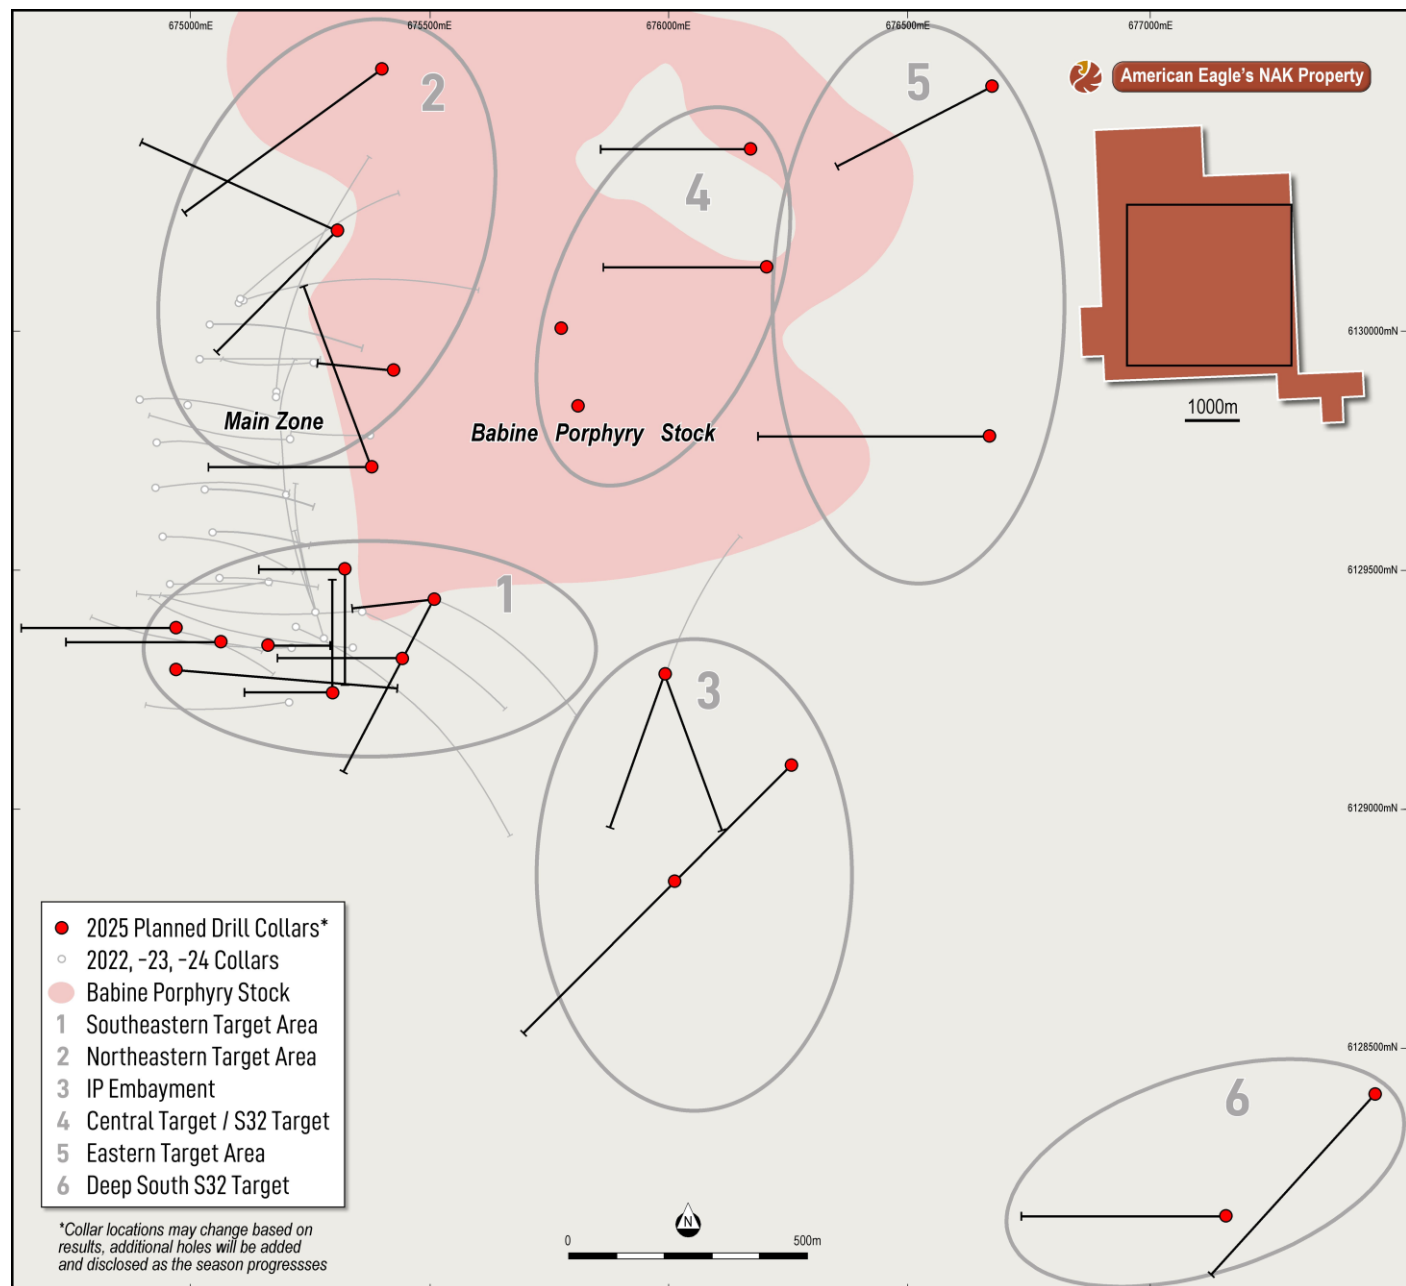 675000mE
675500mE
676000mE
676500mE
677000mE
2
5
American Eagle's NAK Property
4
6130000mN
1000m
Main Zone
Babine Porphyry Stock
6129500mN
1
3
6129000mN
2025 Planned Drill Collars*
2022, -23, -24 Collars
Babine Porphyry Stock
1 Southeastern Target Area
2 Northeastern Target Area
3 IP Embayment
4 Central Target / S32 Target
5 Eastern Target Area
6 Deep South S32 Target
6128500mN
6
*Collar locations may change based on
results, additional holes will be added
and disclosed as the season progressses
N
0 500m